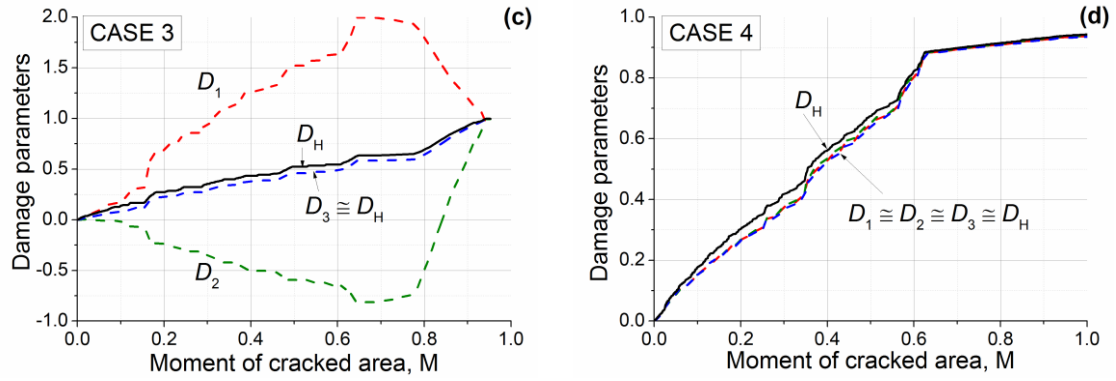 (c)
CASE 3
2.0
1.5
1.0
0.5
0.0
-0.5
-1.0
Damage parameters
D1
DH
D3 ≅ DH
D2
0.0 0.2 0.4 0.6 0.8 1.0
Moment of cracked area, M
(d)
CASE 4
1.0
0.8
0.6
0.4
0.2
0.0
Damage parameters
DH
D1 ≅ D2 ≅ D3 ≅ DH
0.0 0.2 0.4 0.6 0.8 1.0
Moment of cracked area, M